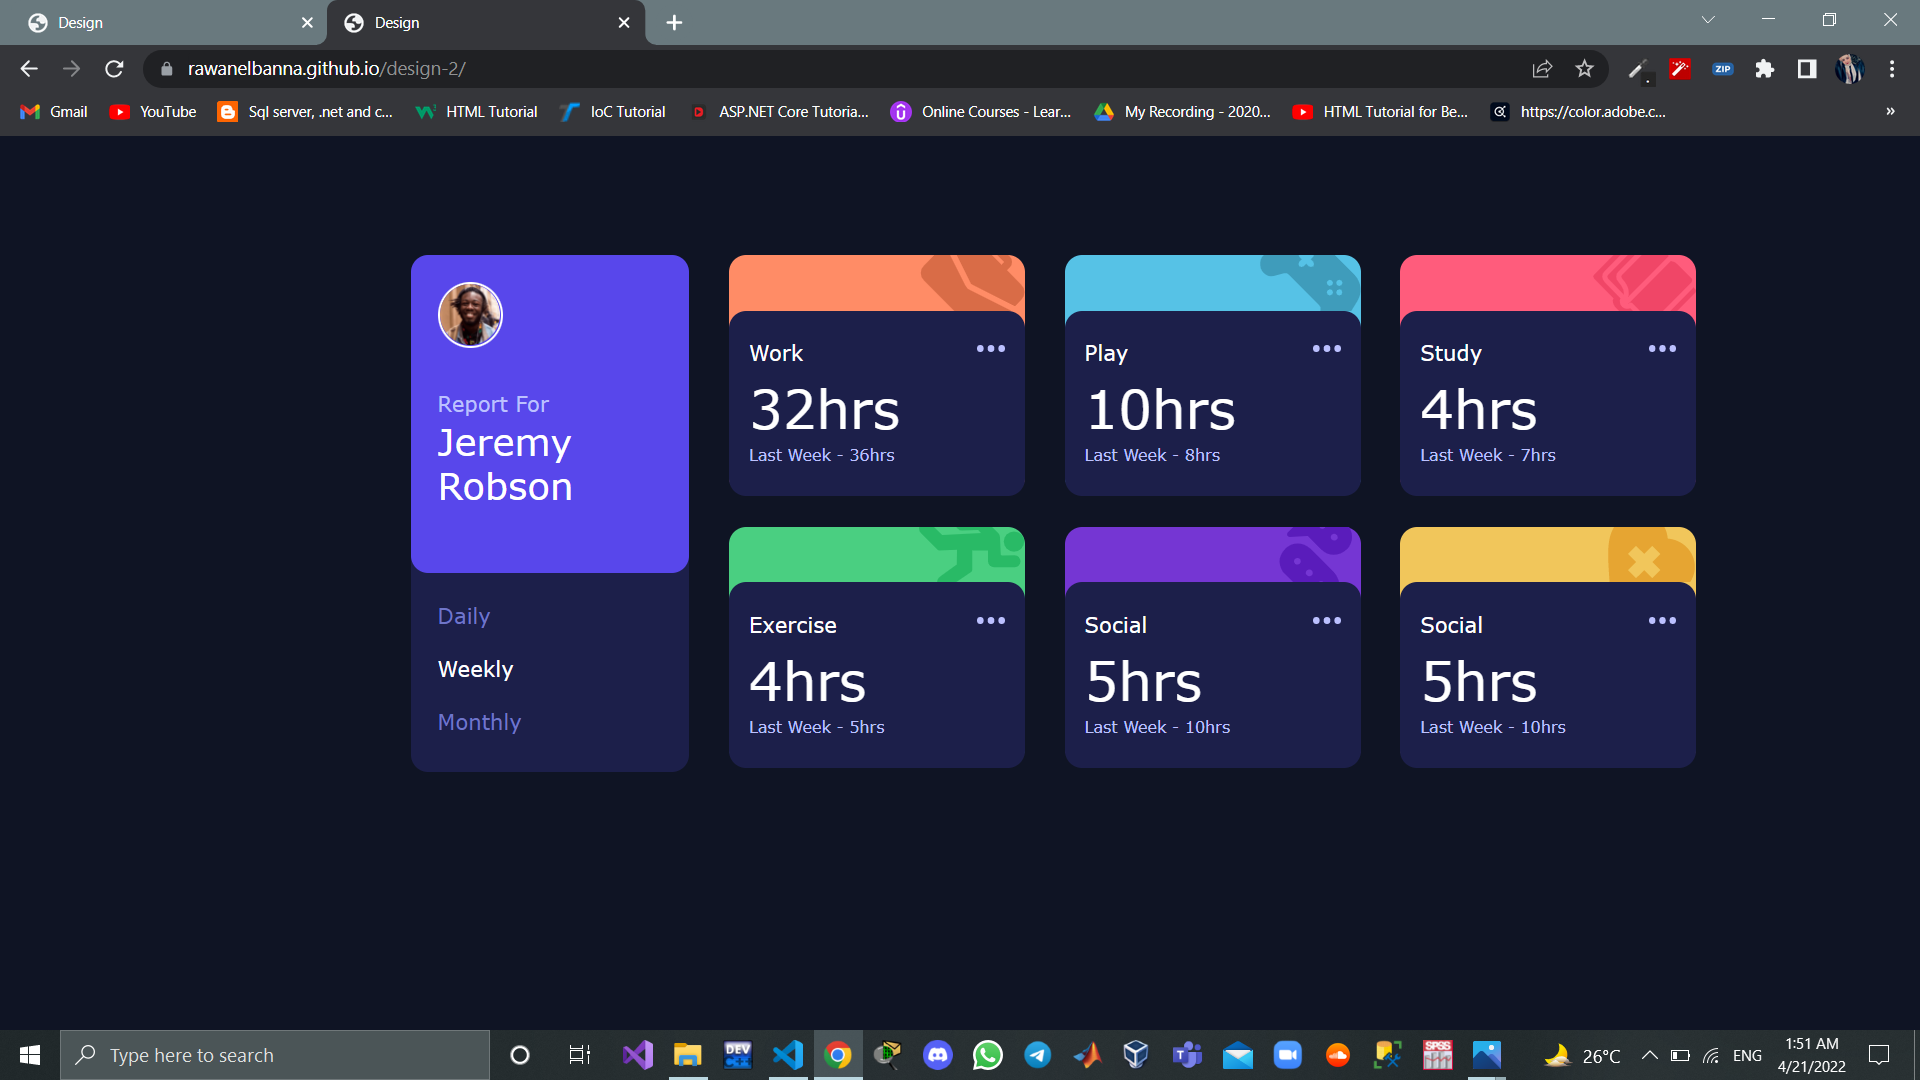 Design
Design
rawanelbanna.github.io/design-2/
ZIP
Gmail
YouTube
Sql server, .net and c...
HTML Tutorial
IoC Tutorial
ASP.NET Core Tutoria...
Online Courses - Lear...
My Recording - 2020...
HTML Tutorial for Be...
https://color.adobe.c...
»
Report For
Jeremy
Robson
Daily
Weekly
Monthly
Work
32hrs
Last Week - 36hrs
Play
10hrs
Last Week - 8hrs
Study
4hrs
Last Week - 7hrs
Exercise
4hrs
Last Week - 5hrs
Social
5hrs
Last Week - 10hrs
Social
5hrs
Last Week - 10hrs
Type here to search
DEV
C++
SPSS
26°C
ENG
1:51 AM
4/21/2022